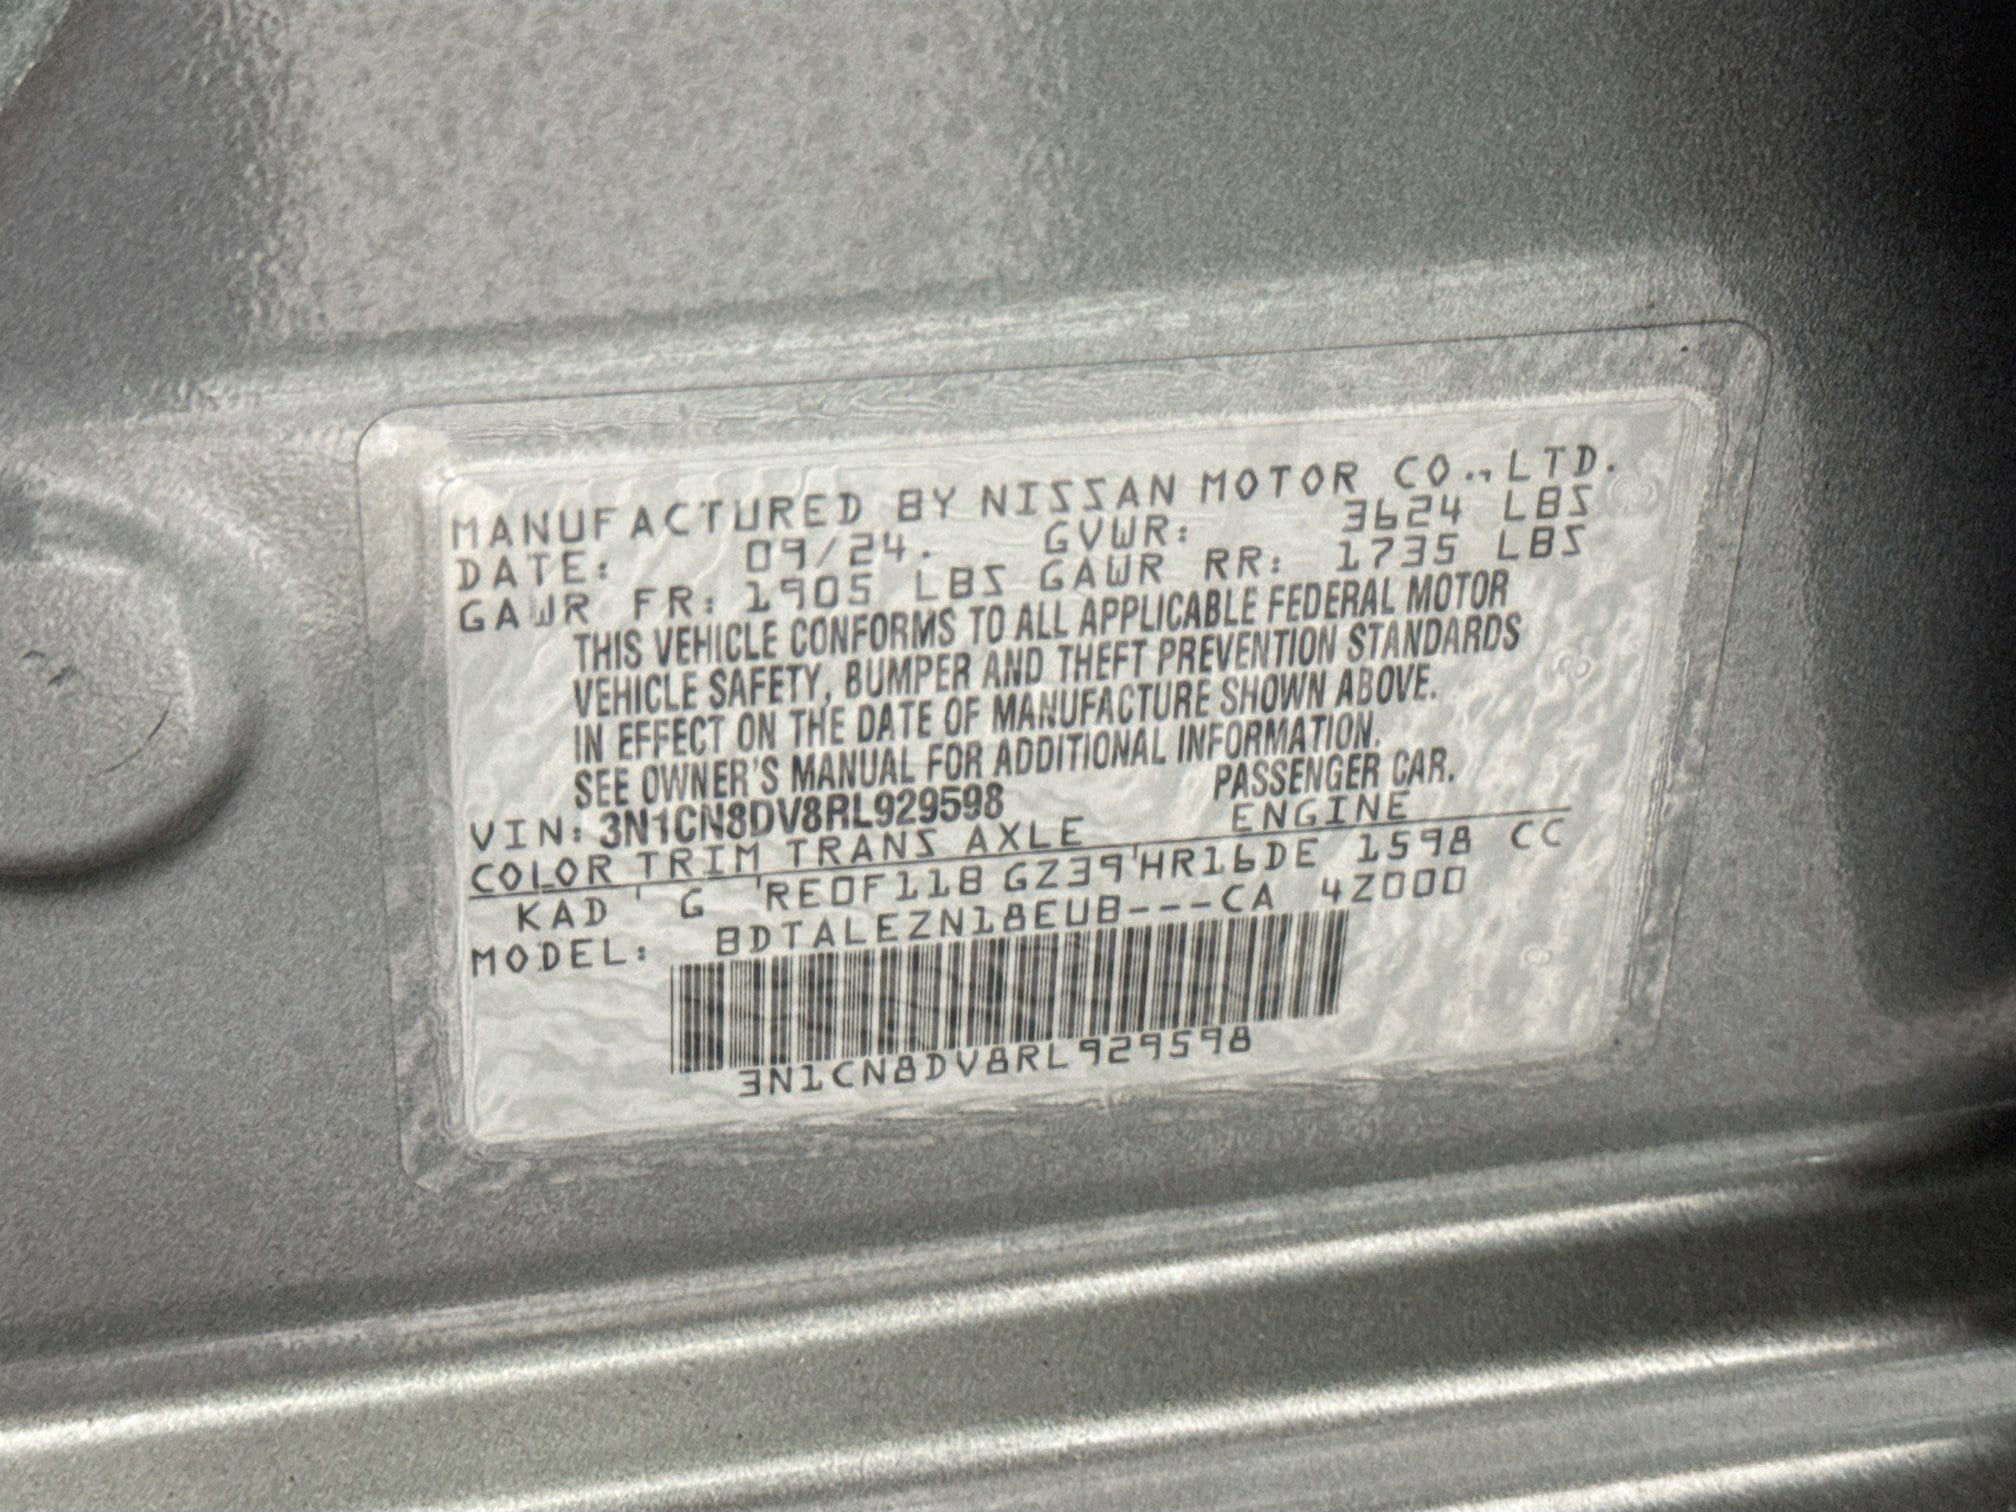 MANUFACTURED BY NISSAN MOTOR CO.,LTD.
DATE: 09/24. GVWR: 3624 LBS
GAWR FR: 1905 LBS GAWR RR: 1735 LBS
THIS VEHICLE CONFORMS TO ALL APPLICABLE FEDERAL MOTOR
VEHICLE SAFETY, BUMPER AND THEFT PREVENTION STANDARDS
IN EFFECT ON THE DATE OF MANUFACTURE SHOWN ABOVE.
SEE OWNER'S MANUAL FOR ADDITIONAL INFORMATION.
VIN: 3N1CN8DV8RL929598 PASSENGER CAR.
COLOR TRIM TRANS AXLE ENGINE
KAD ' G 'RE0F11B GZ39'HR16DE 1598 CC
MODEL: BDTALEZN18EUB---CA 4Z000
3N1CN8DV8RL929598